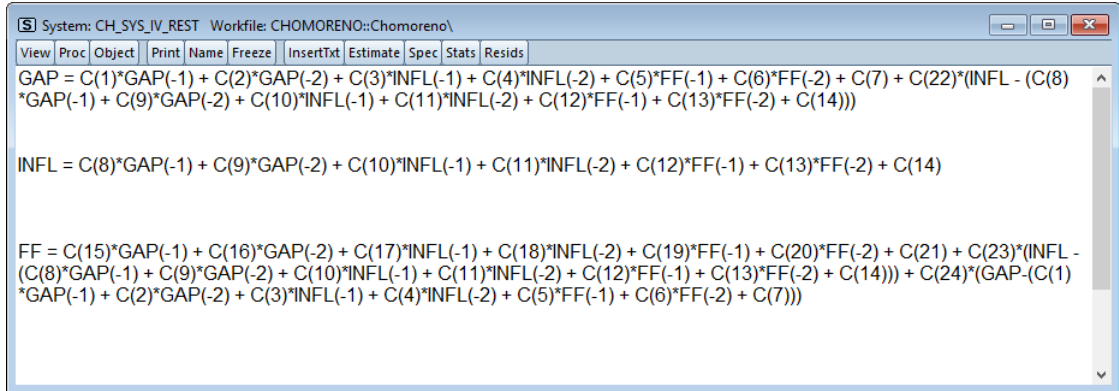 S System: CH_SYS_IV_REST Workfile: CHOMORENO::Chomoreno\
View Proc Object Print Name Freeze InsertTxt Estimate Spec Stats Resids
GAP = C(1)*GAP(-1) + C(2)*GAP(-2) + C(3)*INFL(-1) + C(4)*INFL(-2) + C(5)*FF(-1) + C(6)*FF(-2) + C(7) + C(22)*(INFL - (C(8)
*GAP(-1) + C(9)*GAP(-2) + C(10)*INFL(-1) + C(11)*INFL(-2) + C(12)*FF(-1) + C(13)*FF(-2) + C(14)))
INFL = C(8)*GAP(-1) + C(9)*GAP(-2) + C(10)*INFL(-1) + C(11)*INFL(-2) + C(12)*FF(-1) + C(13)*FF(-2) + C(14)
FF = C(15)*GAP(-1) + C(16)*GAP(-2) + C(17)*INFL(-1) + C(18)*INFL(-2) + C(19)*FF(-1) + C(20)*FF(-2) + C(21) + C(23)*(INFL -
(C(8)*GAP(-1) + C(9)*GAP(-2) + C(10)*INFL(-1) + C(11)*INFL(-2) + C(12)*FF(-1) + C(13)*FF(-2) + C(14))) + C(24)*(GAP-(C(1)
*GAP(-1) + C(2)*GAP(-2) + C(3)*INFL(-1) + C(4)*INFL(-2) + C(5)*FF(-1) + C(6)*FF(-2) + C(7)))